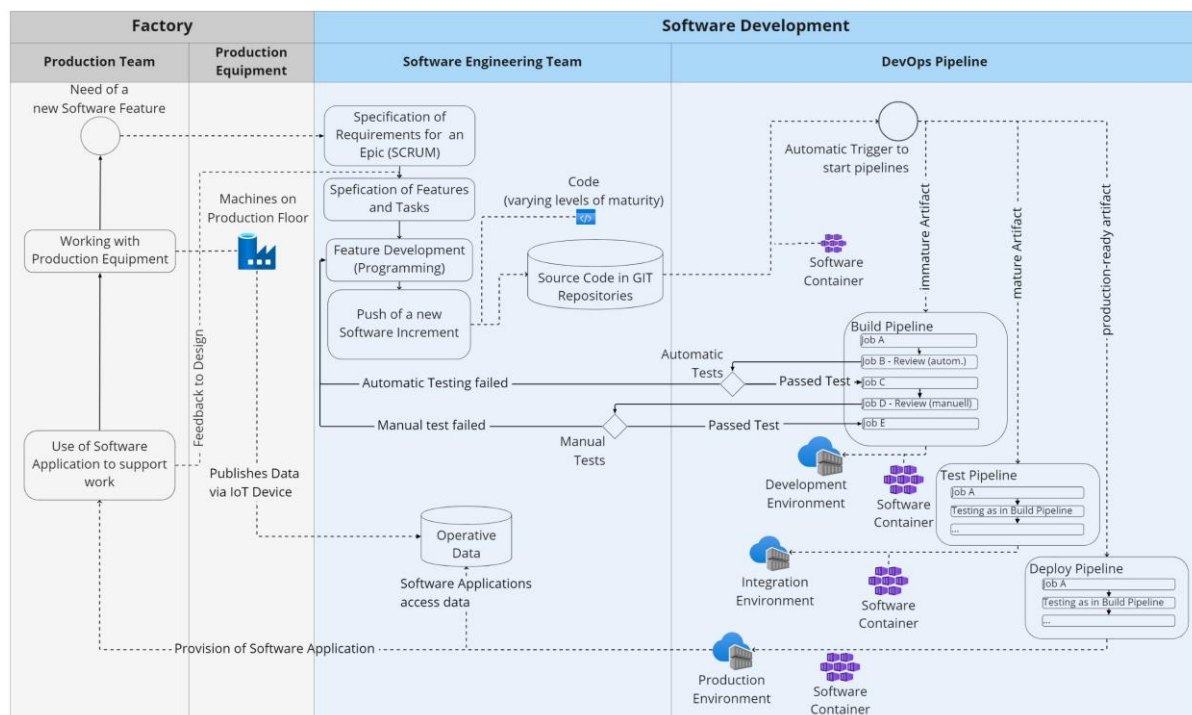 Factory
Software Development
Production Team
Production
Equipment
Software Engineering Team
DevOps Pipeline
Need of a
new Software Feature
Specification of
Requirements for an
Epic (SCRUM)
Automatic Trigger to
start pipelines
Spefication of Features
and Tasks
Code
(varying levels of maturity)
Machines on
Production Floor
Working with
Production Equipment
Feature Development
(Programming)
Source Code in GIT
Repositories
Software
Container
immature Artifact
mature Artifact
production-ready artifact
Push of a new
Software Increment
Feedback to Design
Build Pipeline
Job A
Job B - Review (autom.)
Job C
Job D - Review (manuell)
Job E
Automatic
Tests
Automatic Testing failed
Passed Test
Manual test failed
Passed Test
Manual
Tests
Use of Software
Application to support
work
Publishes Data
via IoT Device
Development
Environment
Software
Container
Test Pipeline
Job A
Testing as in Build Pipeline
...
Operative
Data
Software Applications
access data
Integration
Environment
Software
Container
Deploy Pipeline
Job A
Testing as in Build Pipeline
...
Provision of Software Application
Production
Environment
Software
Container